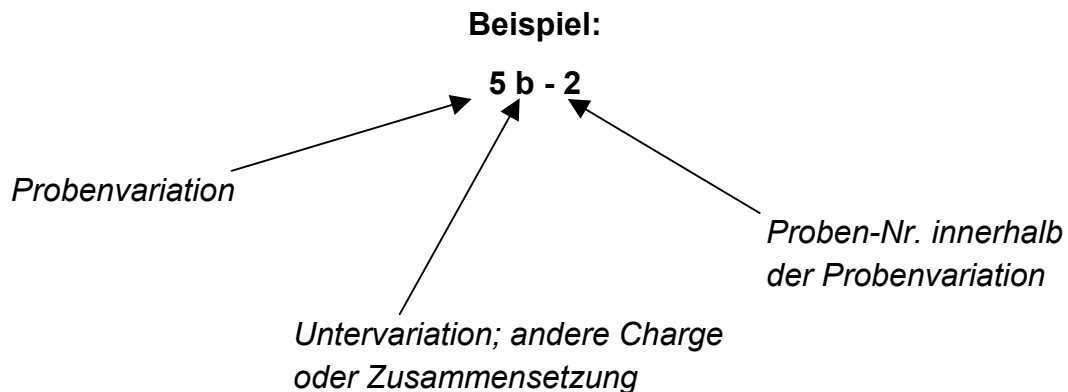 Beispiel:
5 b - 2
Probenvariation
Proben-Nr. innerhalb
der Probenvariation
Untervariation; andere Charge
oder Zusammensetzung